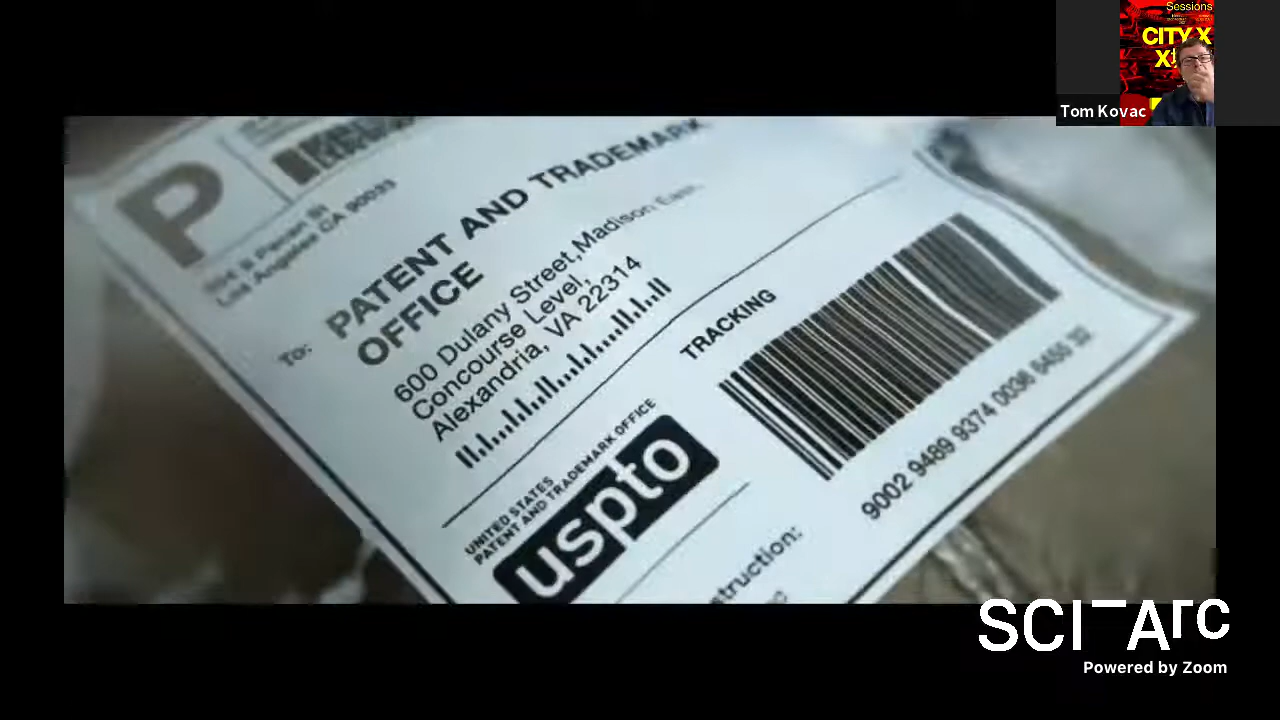 Sessions
CITY X
Tom Kovac
P
Los Angeles CA 90033
To:
PATENT AND TRADEMARK
OFFICE
600 Dulany Street,Madison East,
Concourse Level,
Alexandria, VA 22314
TRACKING
9002 9489 9374 0036 6455 32
UNITED STATES
PATENT AND TRADEMARK OFFICE
uspto
struction:
SCI-Arc
Powered by Zoom